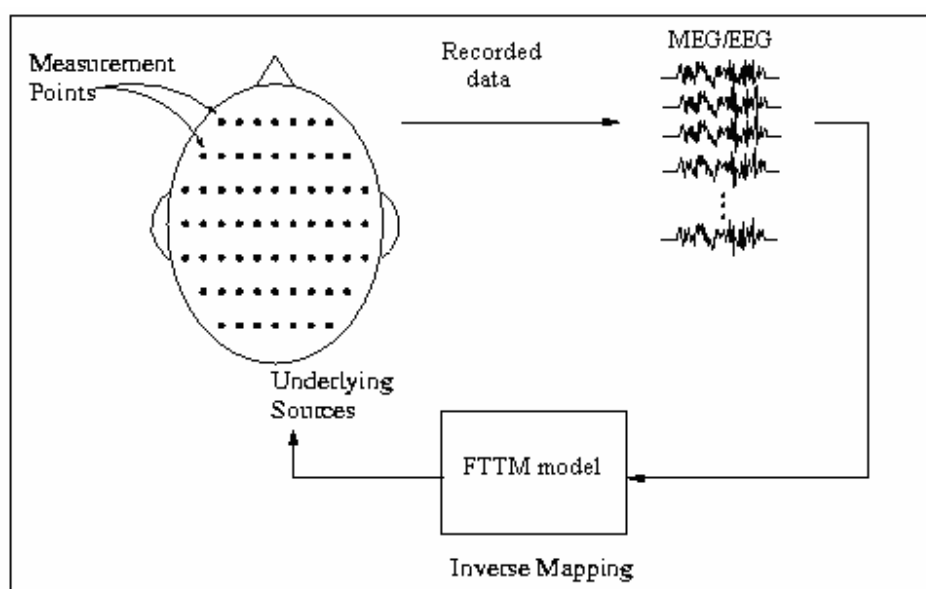 Measurement
Points
Recorded
data
MEG/EEG
Underlying
Sources
FTTM model
Inverse Mapping